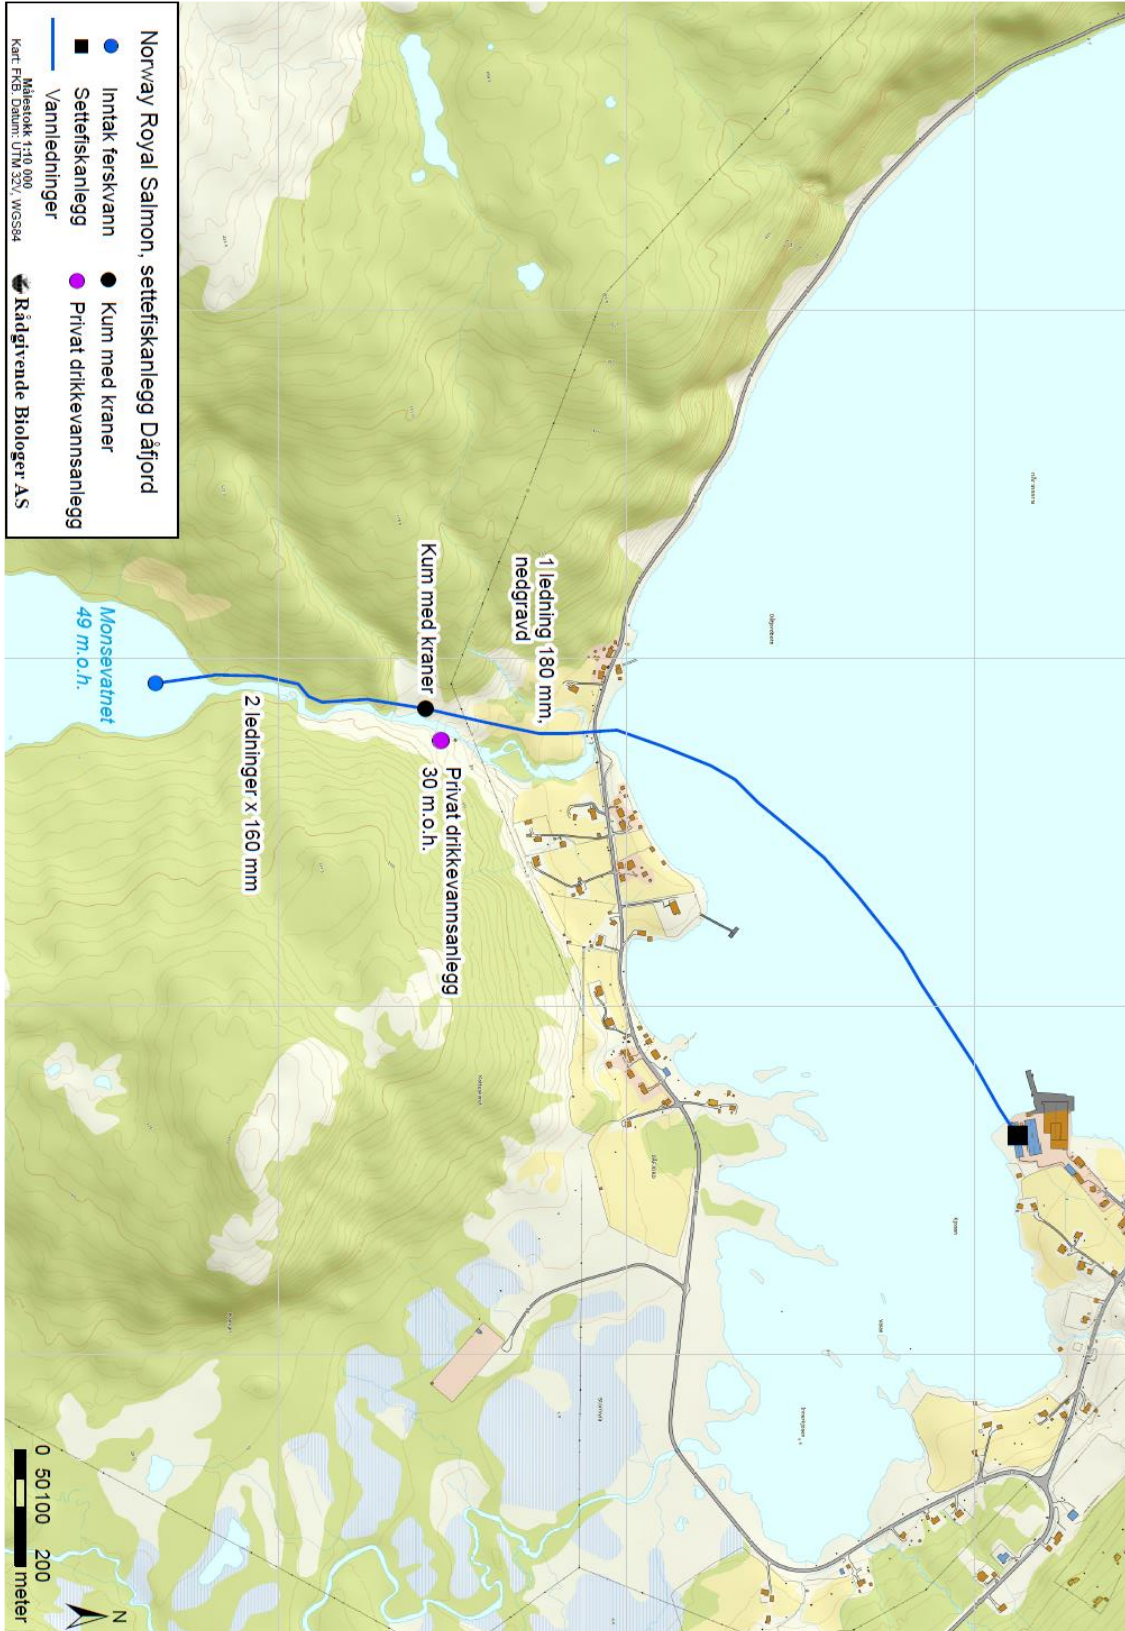 Norway Royal Salmon, settefiskanlegg Dåfjord
Inntak ferskvann
Kum med kraner
Settefiskanlegg
Privat drikkevannsanlegg
Vannledninger
Målestokk 1:10 000
Kart: FKB. Datum: UTM 32V, WGS84
Rådgivende Biologer AS
1 ledning 180 mm,
nedgravd
Kum med kraner
Privat drikkevannsanlegg
30 m.o.h.
2 ledninger x 160 mm
Monsevatnet
49 m.o.h.
0 50 100 200
meter
N